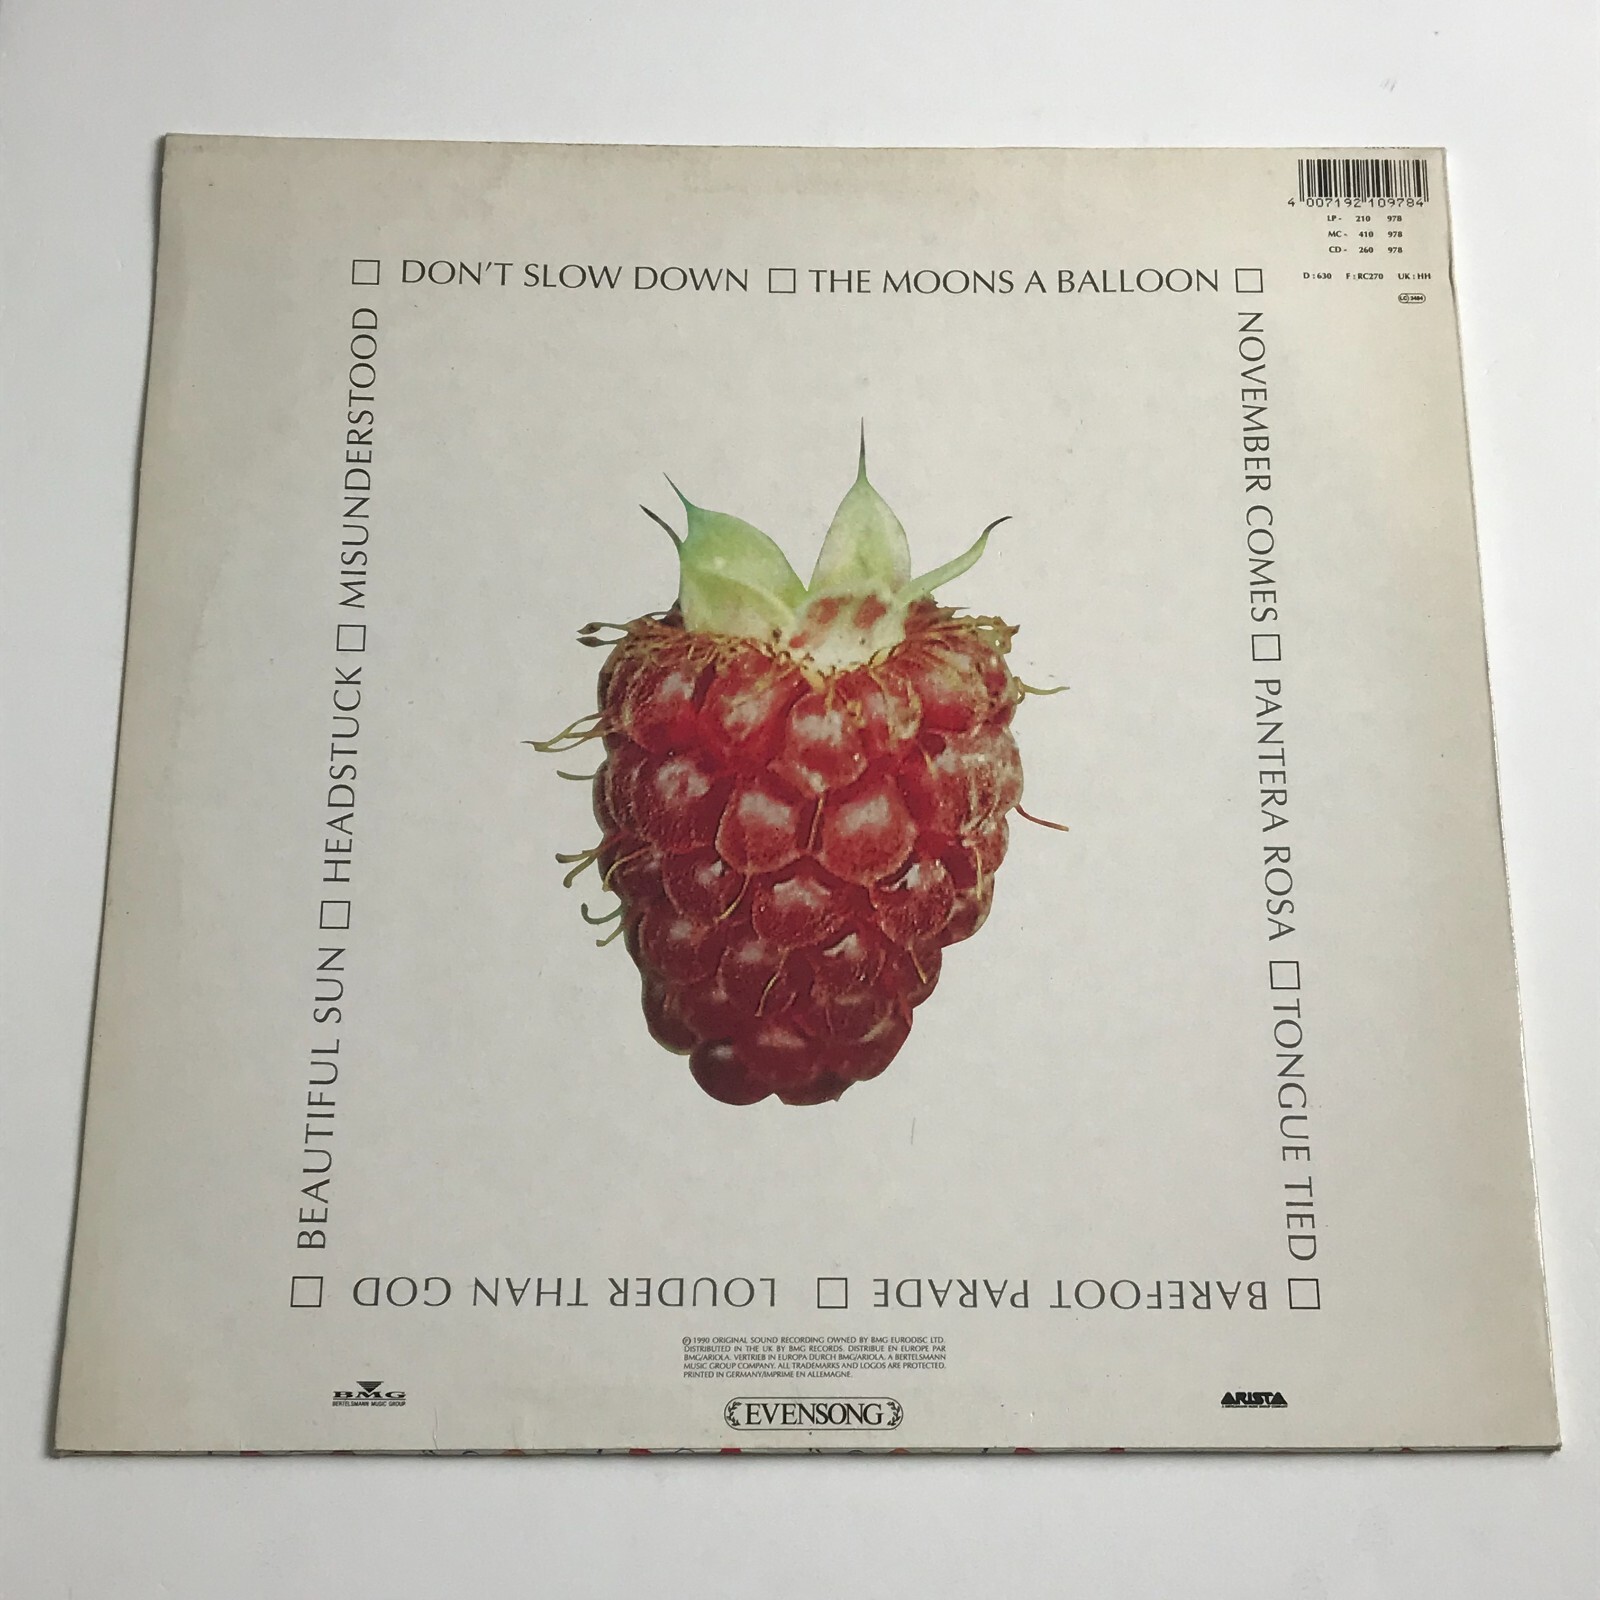 4 007192 109784
LP - 210 978
MC - 410 978
CD - 260 978
D : 630 F : RC270 UK : HH
LC 3484
□ DON'T SLOW DOWN □ THE MOONS A BALLOON □
NOVEMBER COMES □ PANTERA ROSA □ TONGUE TIED
□ BAREFOOT PARADE □ LOUDER THAN GOD □
BEAUTIFUL SUN □ HEADSTUCK □ MISUNDERSTOOD
℗ 1990 ORIGINAL SOUND RECORDING OWNED BY BMG EURODISC LTD.
DISTRIBUTED IN THE UK BY BMG RECORDS. DISTRIBUE EN EUROPE PAR
BMG/ARIOLA. VERTRIEB IN EUROPA DURCH BMG/ARIOLA. A BERTELSMANN
MUSIC GROUP COMPANY. ALL TRADEMARKS AND LOGOS ARE PROTECTED.
PRINTED IN GERMANY/IMPRIME EN ALLEMAGNE.
BMG
BERTELSMANN MUSIC GROUP
EVENSONG
ARISTA